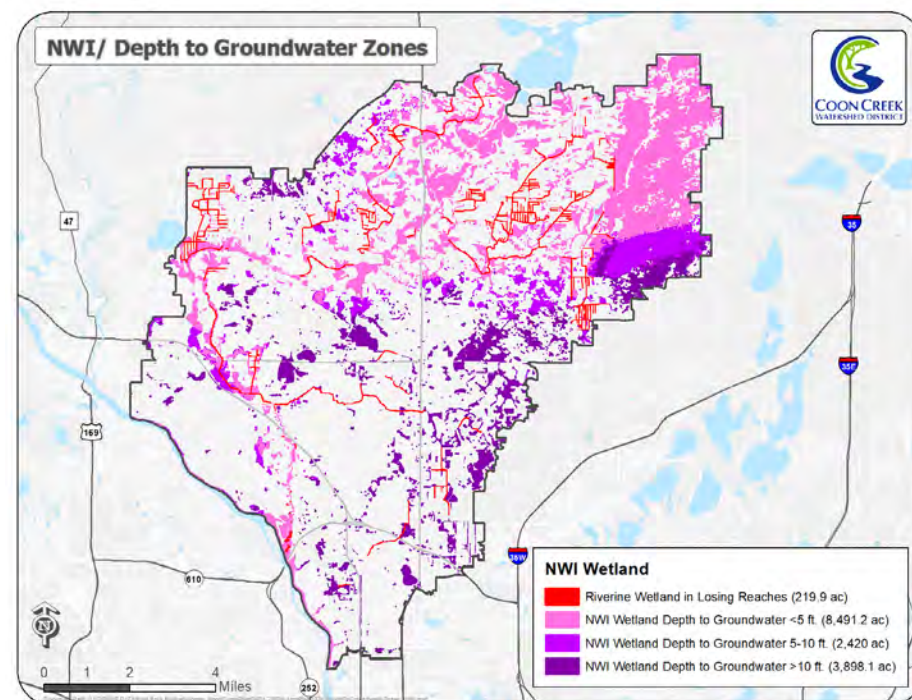 NWI/ Depth to Groundwater Zones
COON CREEK
WATERSHED DISTRICT
47
35
35E
169
35W
610
252
N
0 2 4
Miles
NWI Wetland
Riverine Wetland in Losing Reaches (219.9 ac)
NWI Wetland Depth to Groundwater <5 ft. (8,491.2 ac)
NWI Wetland Depth to Groundwater 5-10 ft. (2,420 ac)
NWI Wetland Depth to Groundwater >10 ft. (3,898.1 ac)